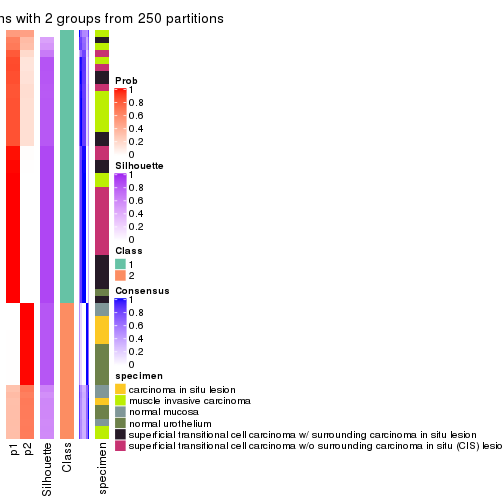 ns with 2 groups from 250 partitions
Prob
1
0.8
0.6
0.4
0.2
0
Silhouette
1
0.8
0.6
0.4
0.2
0
Class
1
2
Consensus
1
0.8
0.6
0.4
0.2
0
specimen
carcinoma in situ lesion
muscle invasive carcinoma
normal mucosa
normal urothelium
superficial transitional cell carcinoma w/ surrounding carcinoma in situ lesion
superficial transitional cell carcinoma w/o surrounding carcinoma in situ (CIS) lesio
p1
p2
Silhouette
Class
specimen